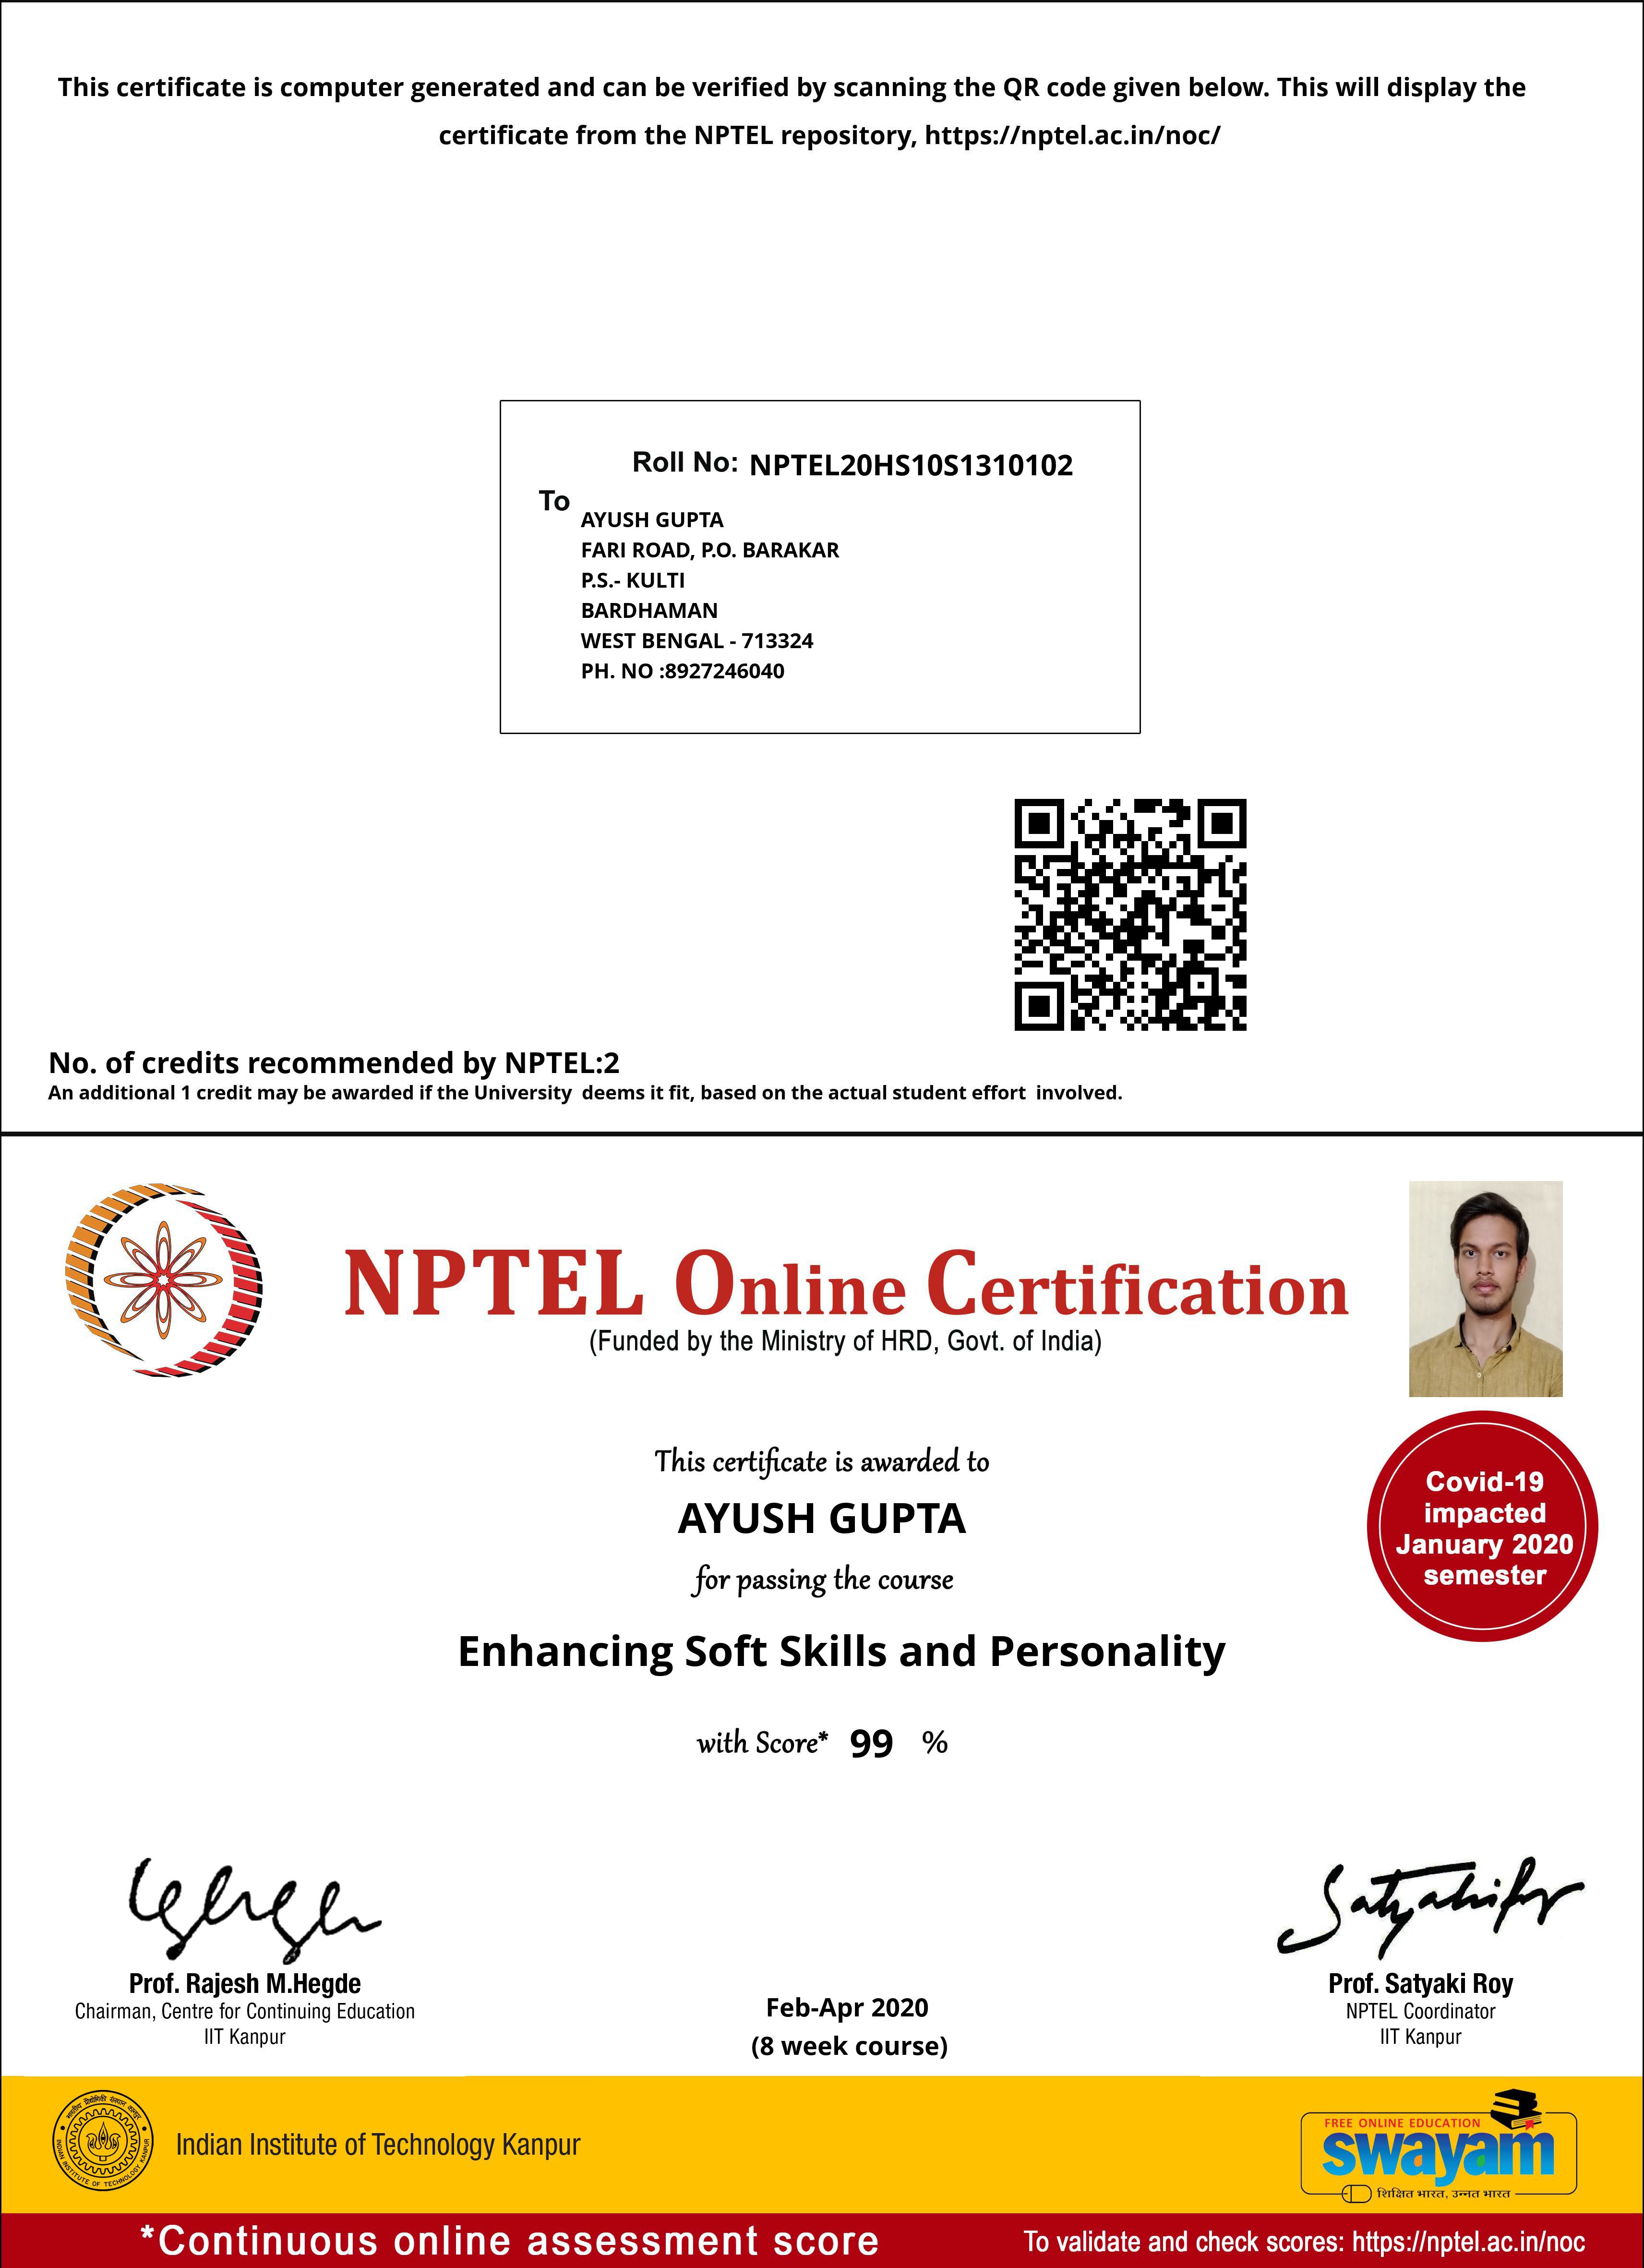 This certificate is computer generated and can be verified by scanning the QR code given below. This will display the
certificate from the NPTEL repository, https://nptel.ac.in/noc/
Roll No: NPTEL20HS10S1310102
To
AYUSH GUPTA
FARI ROAD, P.O. BARAKAR
P.S.- KULTI
BARDHAMAN
WEST BENGAL - 713324
PH. NO :8927246040
No. of credits recommended by NPTEL:2
An additional 1 credit may be awarded if the University deems it fit, based on the actual student effort involved.
NPTEL Online Certification
(Funded by the Ministry of HRD, Govt. of India)
This certificate is awarded to
AYUSH GUPTA
for passing the course
Enhancing Soft Skills and Personality
with Score* 99 %
Covid-19
impacted
January 2020
semester
Prof. Rajesh M.Hegde
Chairman, Centre for Continuing Education
IIT Kanpur
Feb-Apr 2020
(8 week course)
Prof. Satyaki Roy
NPTEL Coordinator
IIT Kanpur
भारतीय प्रौद्योगिकी संस्थान कानपुर
INDIAN INSTITUTE OF TECHNOLOGY KANPUR
Indian Institute of Technology Kanpur
FREE ONLINE EDUCATION
swayam
शिक्षित भारत, उन्नत भारत
*Continuous online assessment score
To validate and check scores: https://nptel.ac.in/noc